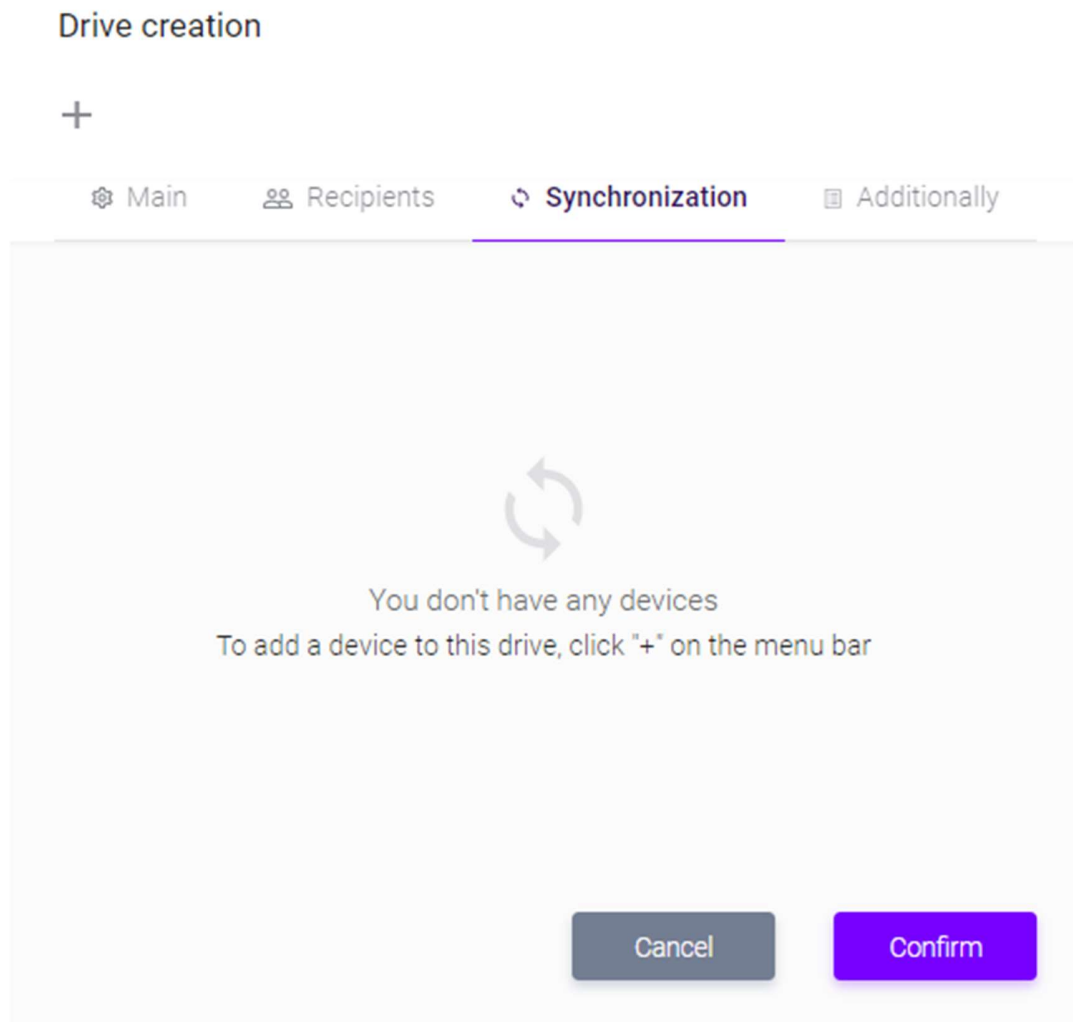 Drive creation
+
Main Recipients Synchronization Additionally
You don't have any devices
To add a device to this drive, click "+" on the menu bar
Cancel Confirm